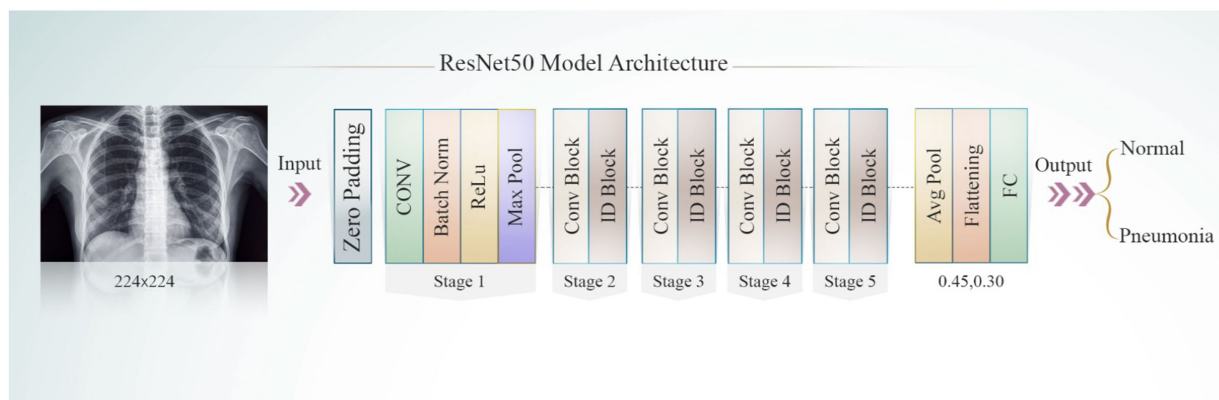 ResNet50 Model Architecture
224x224
Input
Zero Padding
CONV
Batch Norm
ReLu
Max Pool
Stage 1
Conv Block
ID Block
Stage 2
Conv Block
ID Block
Stage 3
Conv Block
ID Block
Stage 4
Conv Block
ID Block
Stage 5
Avg Pool
Flattening
FC
0.45,0.30
Output
Normal
Pneumonia